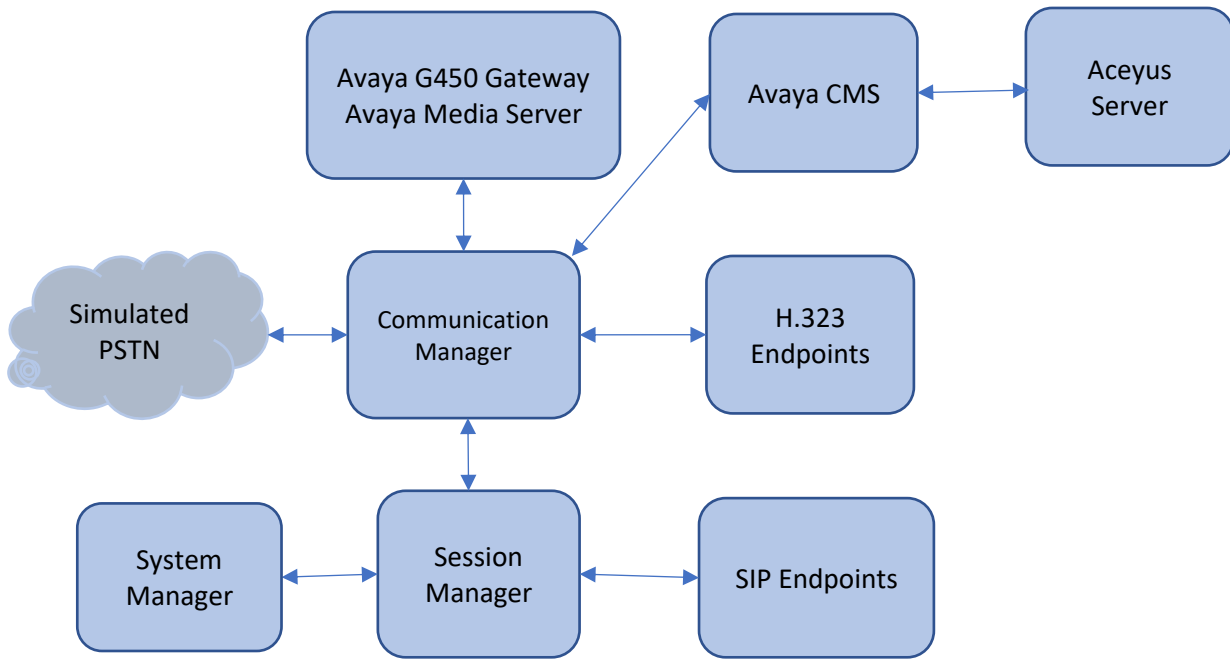 Avaya G450 Gateway
Avaya Media Server
Avaya CMS
Aceyus
Server
Simulated
PSTN
Communication
Manager
H.323
Endpoints
System
Manager
Session
Manager
SIP Endpoints